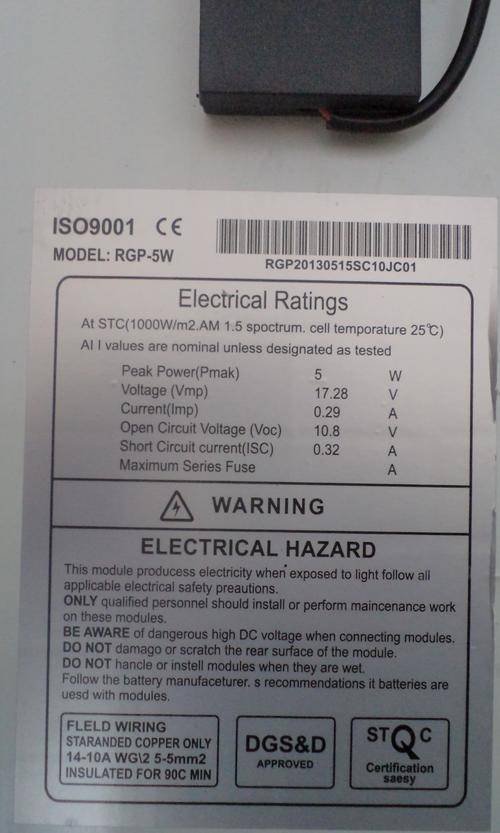 ISO9001 CE
MODEL: RGP-5W
RGP20130515SC10JC01
Electrical Ratings
At STC(1000W/m2.AM 1.5 spoctrum. cell temporature 25℃)
Al I values are nominal unless designated as tested
Peak Power(Pmak) 5 W
Voltage (Vmp) 17.28 V
Current(Imp) 0.29 A
Open Circuit Voltage (Voc) 10.8 V
Short Circuit current(ISC) 0.32 A
Maximum Series Fuse A
WARNING
ELECTRICAL HAZARD
This module producess electricity when exposed to light follow all
applicable electrical safety preautions.
ONLY qualified personnel should install or perform maincenance work
on these modules.
BE AWARE of dangerous high DC voltage when connecting modules.
DO NOT damago or scratch the rear surface of the module.
DO NOT hancle or instell modules when they are wet.
Follow the battery manufaceturer. s recommendations it batteries are
uesd with modules.
FLELD WIRING
STARANDED COPPER ONLY
14-10A WG\2 5-5mm2
INSULATED FOR 90C MIN
DGS&D
APPROVED
STQC
Certification
saesy